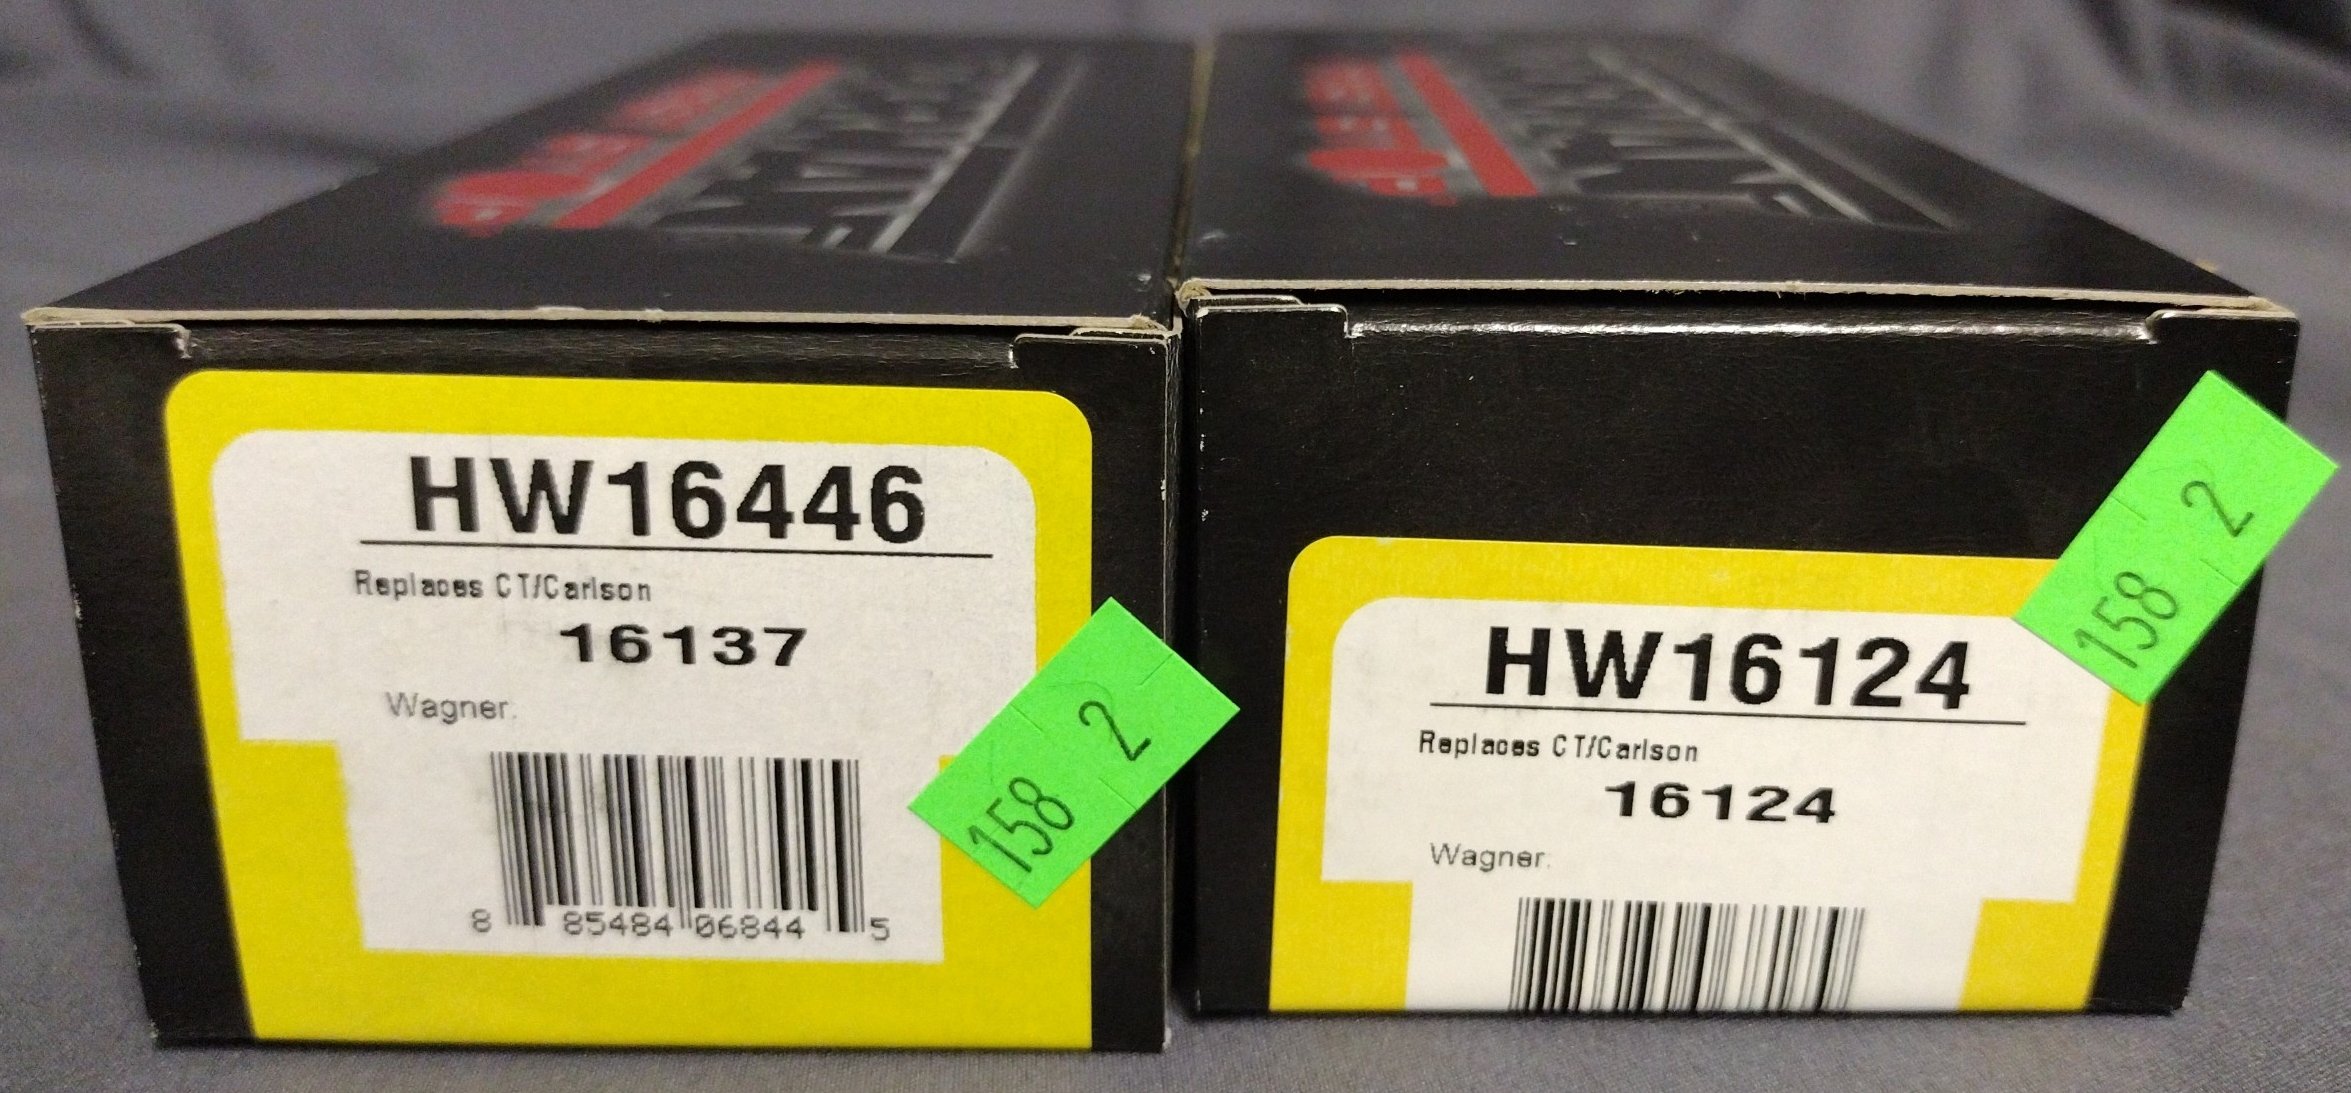 HW16446
Replaces CT/Carlson
16137
Wagner:
8 85484 06844 5
158 2
HW16124
Replaces CT/Carlson
16124
Wagner:
158 2